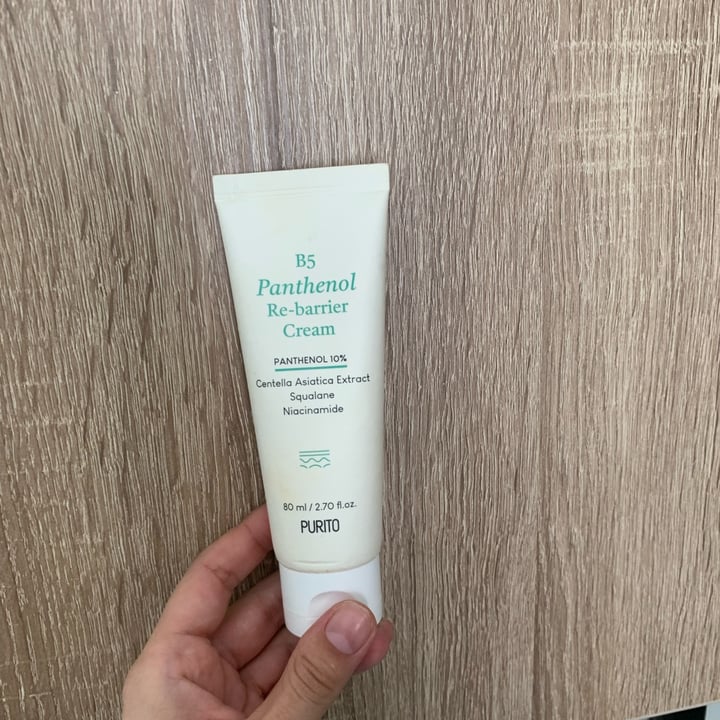 B5
Panthenol
Re-barrier
Cream
PANTHENOL 10%
Centella Asiatica Extract
Squalane
Niacinamide
80 ml / 2.70 fl.oz.
PURITO